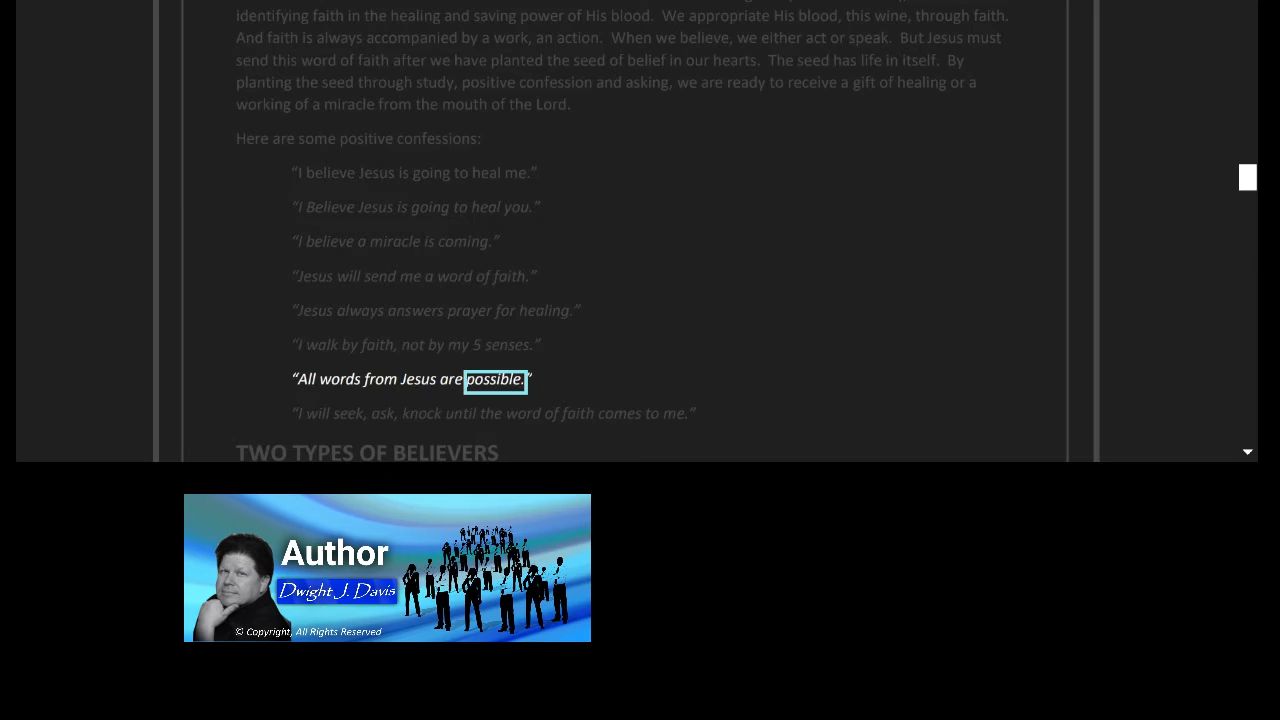 identifying faith in the healing and saving power of His blood.  We appropriate His blood, this wine, through faith.
And faith is always accompanied by a work, an action.  When we believe, we either act or speak.  But Jesus must
send this word of faith after we have planted the seed of belief in our hearts.  The seed has life in itself.  By
planting the seed through study, positive confession and asking, we are ready to receive a gift of healing or a
working of a miracle from the mouth of the Lord.
Here are some positive confessions:
“I believe Jesus is going to heal me.”
“I Believe Jesus is going to heal you.”
“I believe a miracle is coming.”
“Jesus will send me a word of faith.”
“Jesus always answers prayer for healing.”
“I walk by faith, not by my 5 senses.”
“All words from Jesus are possible.”
“I will seek, ask, knock until the word of faith comes to me.”
TWO TYPES OF BELIEVERS
Author
Dwight J. Davis
© Copyright, All Rights Reserved